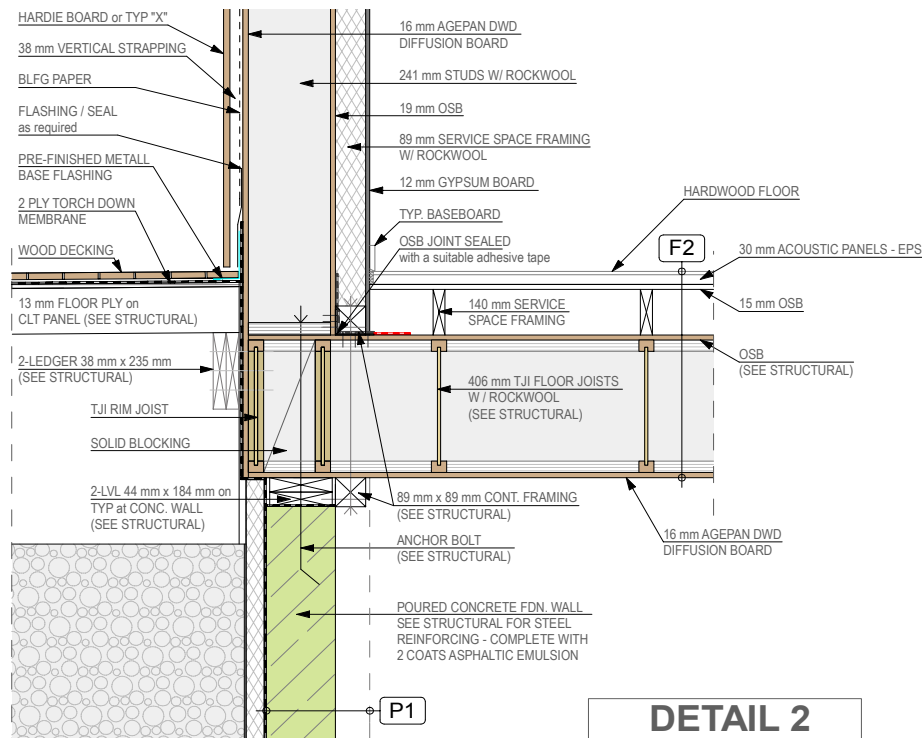 HARDIE BOARD or TYP "X"
38 mm VERTICAL STRAPPING
BLFG PAPER
FLASHING / SEAL
as required
PRE-FINISHED METALL
BASE FLASHING
2 PLY TORCH DOWN
MEMBRANE
WOOD DECKING
13 mm FLOOR PLY on
CLT PANEL (SEE STRUCTURAL)
2-LEDGER 38 mm x 235 mm
(SEE STRUCTURAL)
TJI RIM JOIST
SOLID BLOCKING
2-LVL 44 mm x 184 mm on
TYP at CONC. WALL
(SEE STRUCTURAL)
16 mm AGEPAN DWD
DIFFUSION BOARD
241 mm STUDS W/ ROCKWOOL
19 mm OSB
89 mm SERVICE SPACE FRAMING
W/ ROCKWOOL
12 mm GYPSUM BOARD
TYP. BASEBOARD
OSB JOINT SEALED
with a suitable adhesive tape
HARDWOOD FLOOR
F2
30 mm ACOUSTIC PANELS - EPS
140 mm SERVICE
SPACE FRAMING
15 mm OSB
OSB
(SEE STRUCTURAL)
406 mm TJI FLOOR JOISTS
W / ROCKWOOL
(SEE STRUCTURAL)
89 mm x 89 mm CONT. FRAMING
(SEE STRUCTURAL)
16 mm AGEPAN DWD
DIFFUSION BOARD
ANCHOR BOLT
(SEE STRUCTURAL)
POURED CONCRETE FDN. WALL
SEE STRUCTURAL FOR STEEL
REINFORCING - COMPLETE WITH
2 COATS ASPHALTIC EMULSION
P1
DETAIL 2